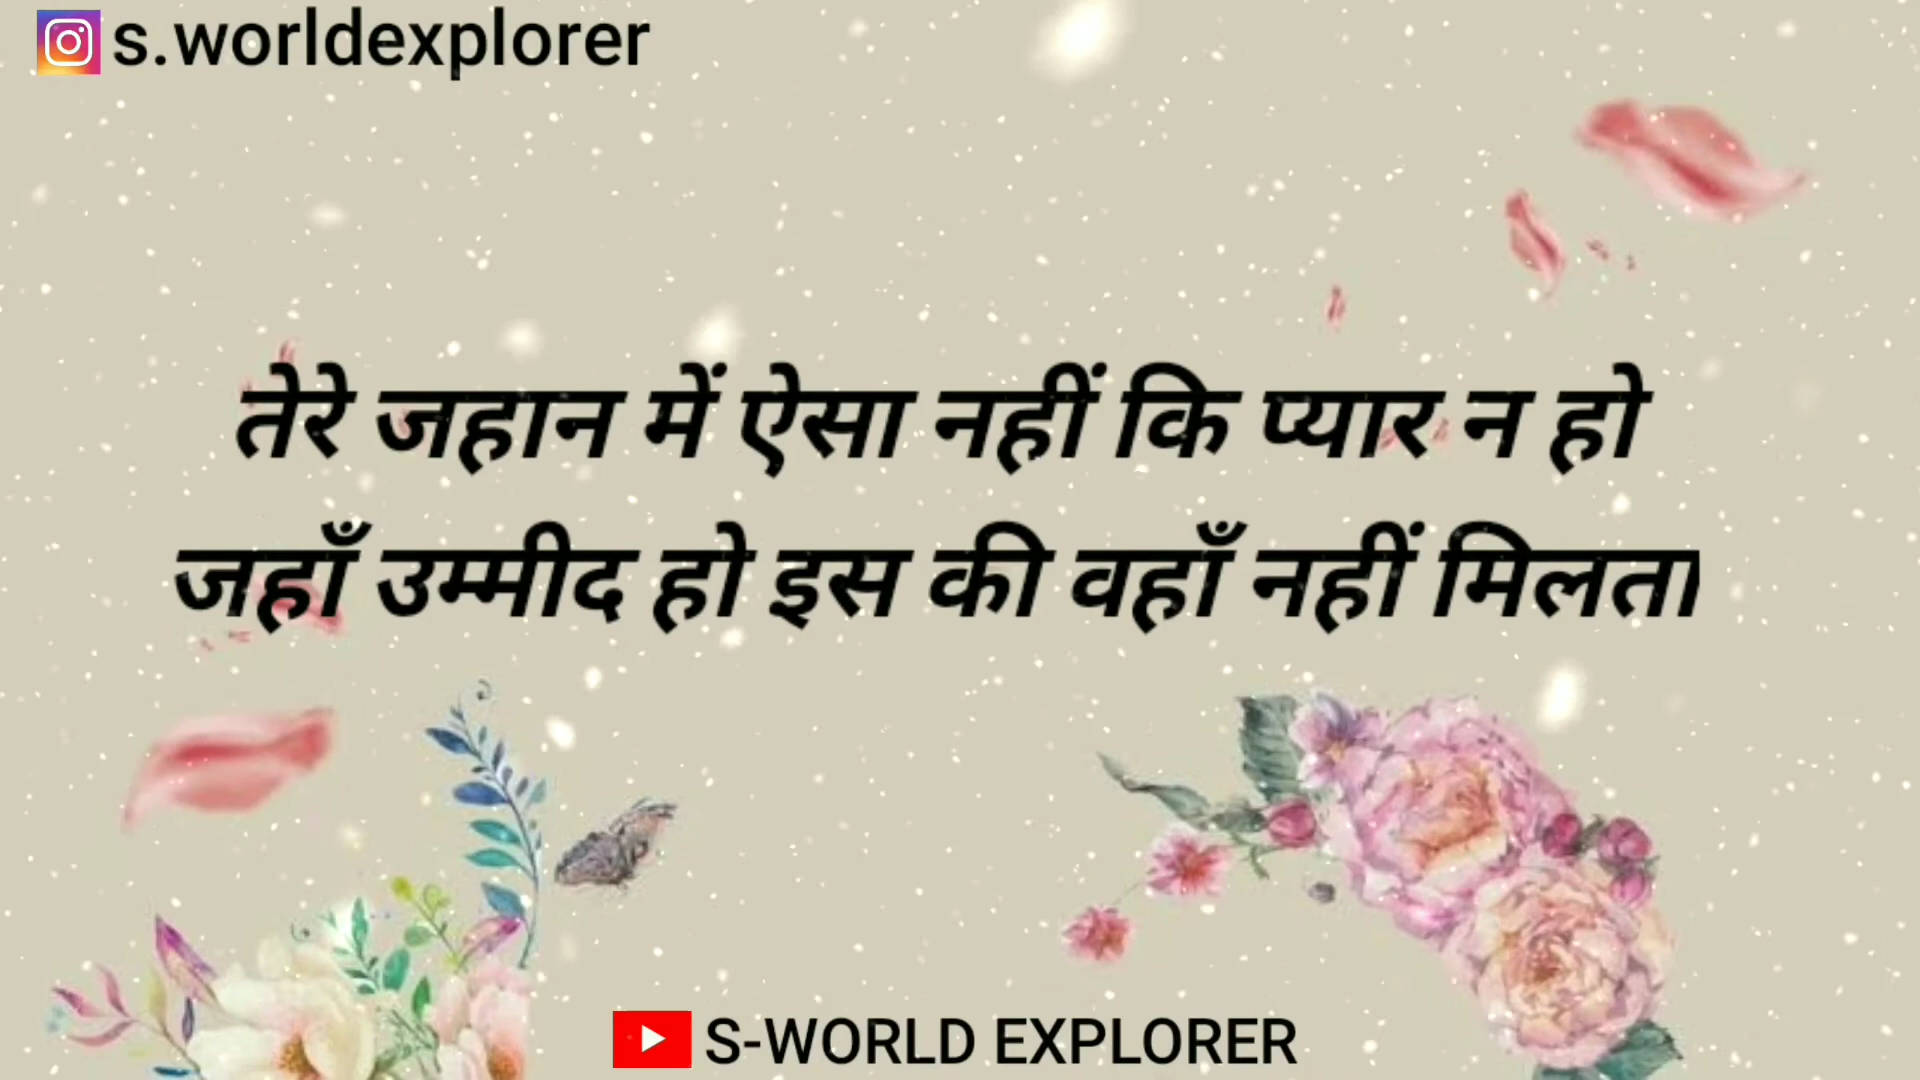 s.worldexplorer
तेरे जहान में ऐसा नहीं कि प्यार न हो
जहाँ उम्मीद हो इस की वहाँ नहीं मिलता
S-WORLD EXPLORER